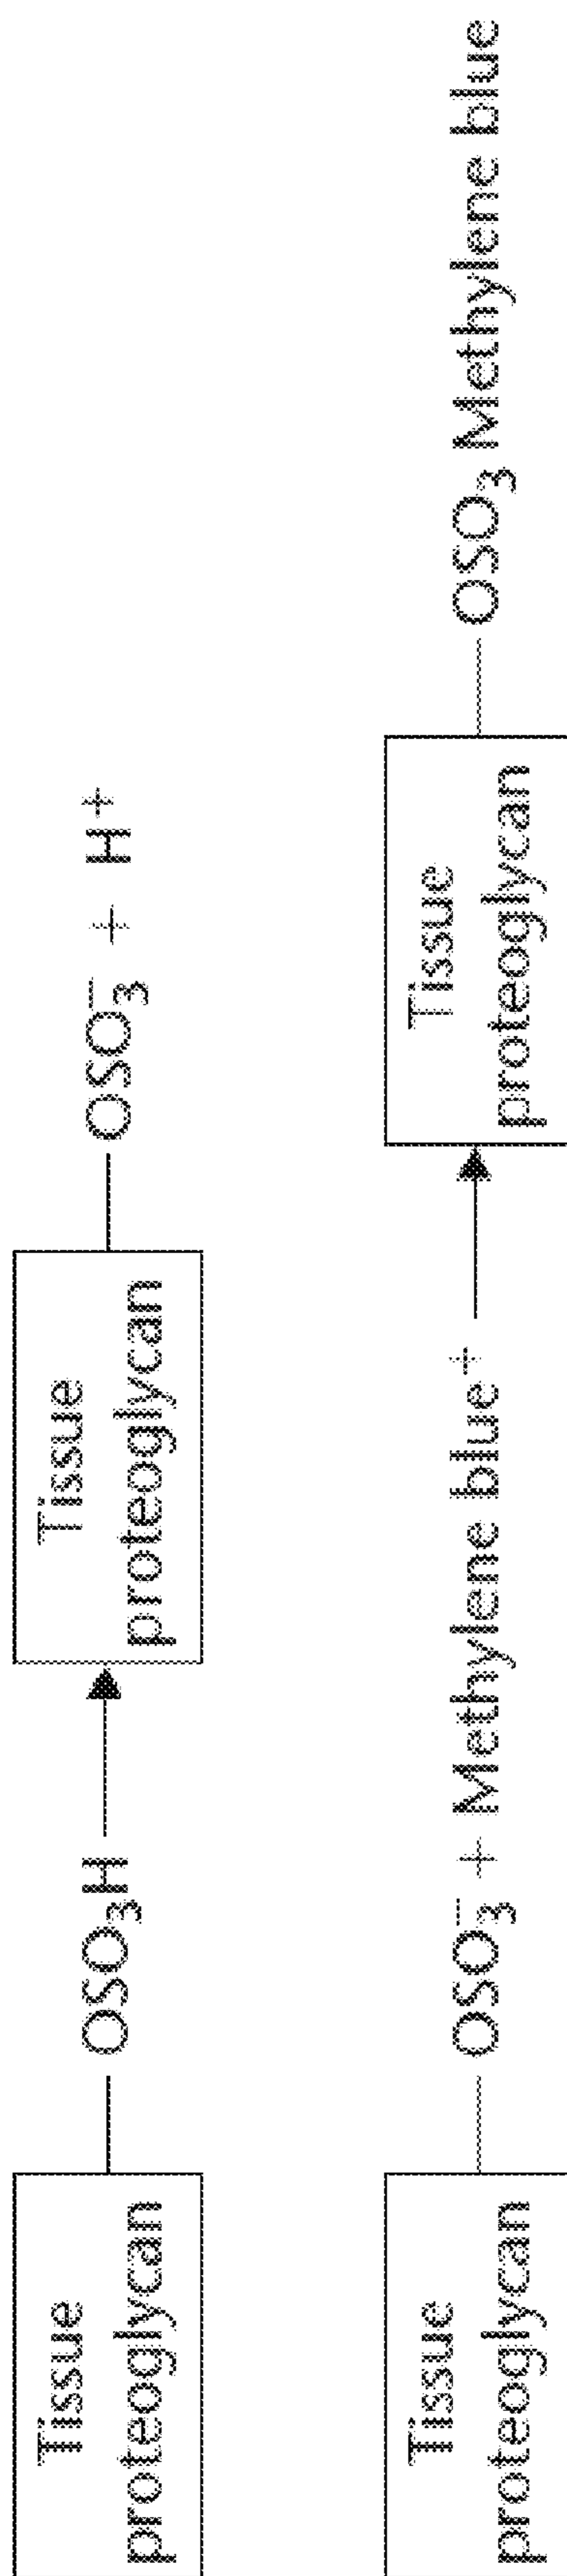 Tissue
proteoglycan
OSO₃H
Tissue
proteoglycan
OSO₃⁻ + H⁺
Tissue
proteoglycan
OSO₃⁻ + Methylene blue⁺
Tissue
proteoglycan
OSO₃ Methylene blue